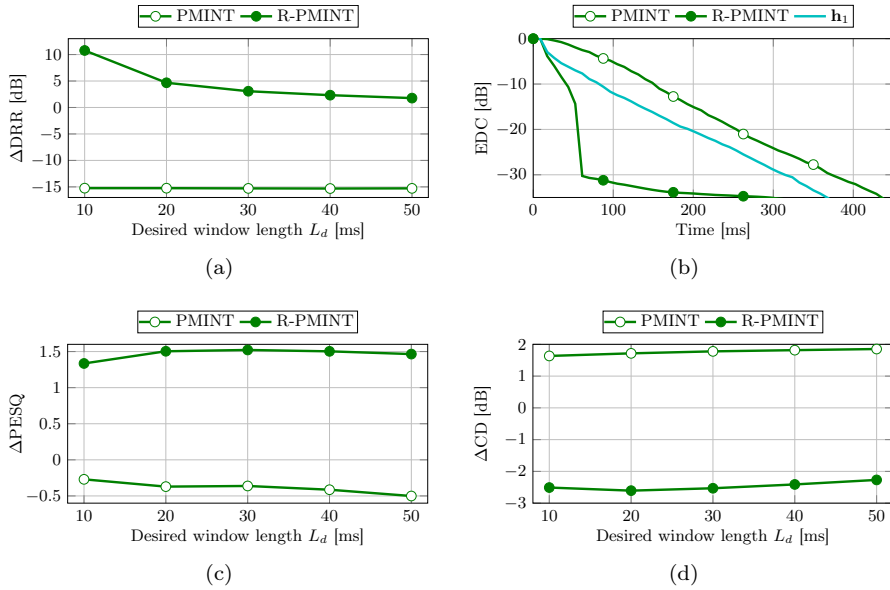 PMINT R-PMINT
10
5
0
−5
−10
−15
ΔDRR [dB]
10 20 30 40 50
Desired window length L_d [ms]
(a)
PMINT R-PMINT h₁
0
−10
−20
−30
EDC [dB]
0 100 200 300 400
Time [ms]
(b)
PMINT R-PMINT
1.5
1
0.5
0
−0.5
ΔPESQ
10 20 30 40 50
Desired window length L_d [ms]
(c)
PMINT R-PMINT
2
1
0
−1
−2
−3
ΔCD [dB]
10 20 30 40 50
Desired window length L_d [ms]
(d)